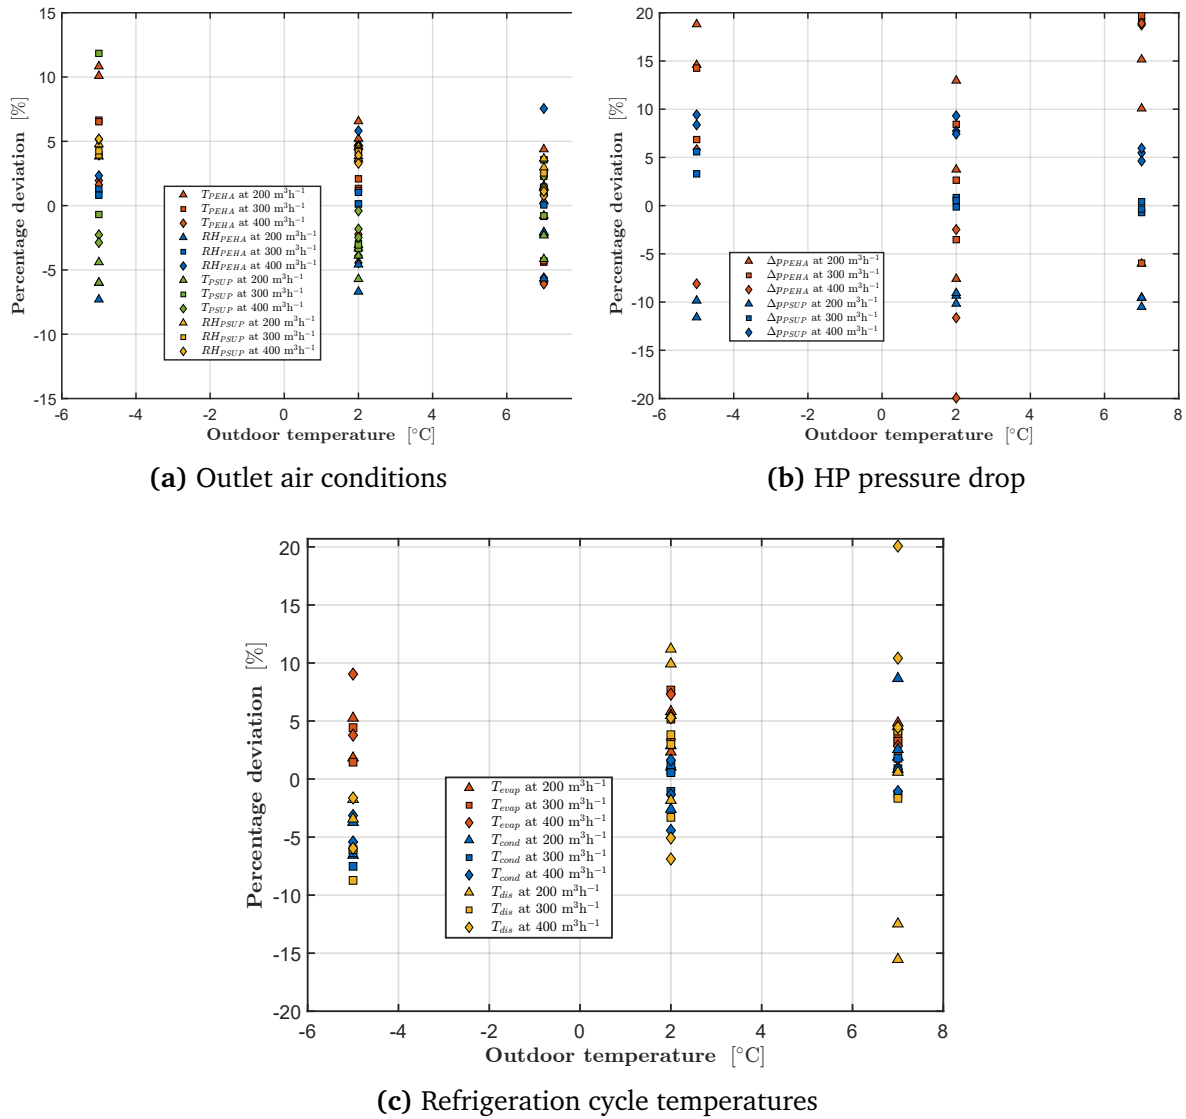 15
10
5
0
-5
-10
-15
-6
-4
-2
0
2
4
6
Percentage deviation [%]
Outdoor temperature [°C]
T_PEHA at 200 m³h⁻¹
T_PEHA at 300 m³h⁻¹
T_PEHA at 400 m³h⁻¹
RH_PEHA at 200 m³h⁻¹
RH_PEHA at 300 m³h⁻¹
RH_PEHA at 400 m³h⁻¹
T_PSUP at 200 m³h⁻¹
T_PSUP at 300 m³h⁻¹
T_PSUP at 400 m³h⁻¹
RH_PSUP at 200 m³h⁻¹
RH_PSUP at 300 m³h⁻¹
RH_PSUP at 400 m³h⁻¹
(a) Outlet air conditions
20
15
10
5
0
-5
-10
-15
-20
-6
-4
-2
0
2
4
6
8
Percentage deviation [%]
Outdoor temperature [°C]
Δp_PEHA at 200 m³h⁻¹
Δp_PEHA at 300 m³h⁻¹
Δp_PEHA at 400 m³h⁻¹
Δp_PSUP at 200 m³h⁻¹
Δp_PSUP at 300 m³h⁻¹
Δp_PSUP at 400 m³h⁻¹
(b) HP pressure drop
20
15
10
5
0
-5
-10
-15
-20
-6
-4
-2
0
2
4
6
8
Percentage deviation [%]
Outdoor temperature [°C]
T_evap at 200 m³h⁻¹
T_evap at 300 m³h⁻¹
T_evap at 400 m³h⁻¹
T_cond at 200 m³h⁻¹
T_cond at 300 m³h⁻¹
T_cond at 400 m³h⁻¹
T_dis at 200 m³h⁻¹
T_dis at 300 m³h⁻¹
T_dis at 400 m³h⁻¹
(c) Refrigeration cycle temperatures